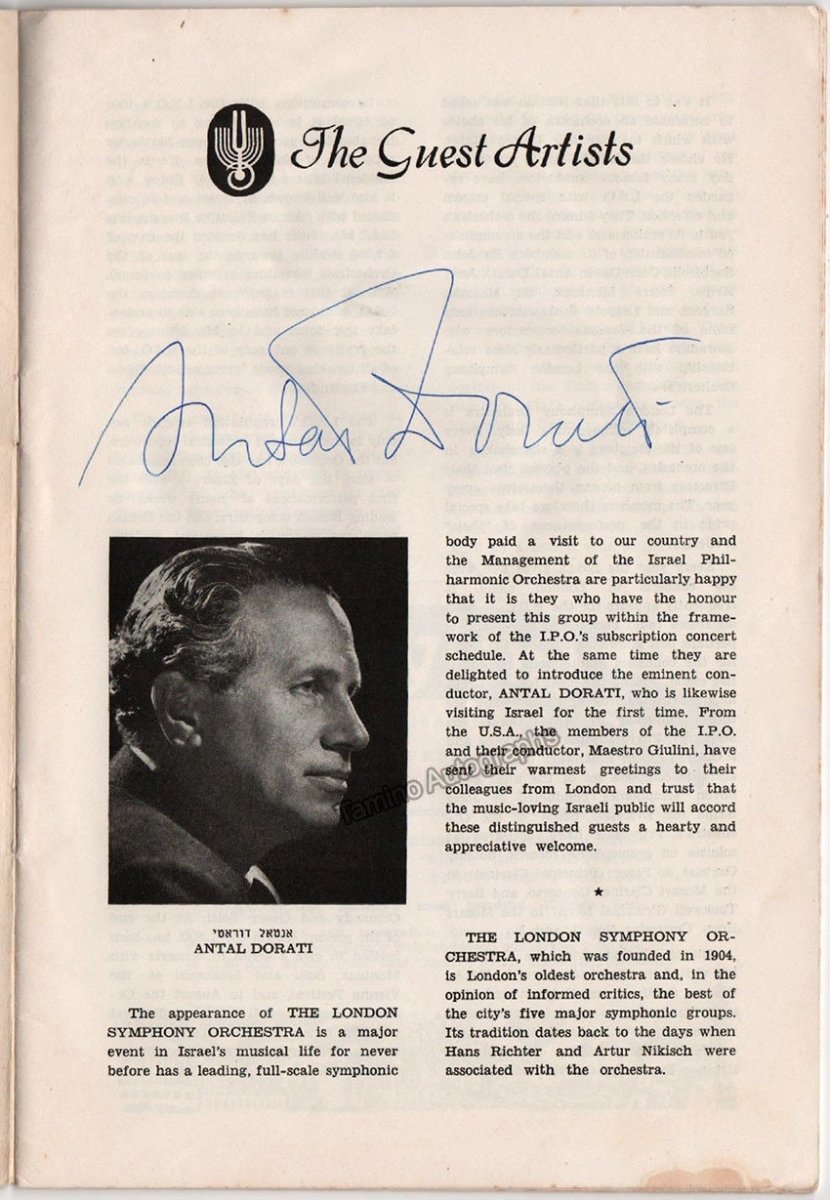 The Guest Artists
Antal Dorati
אנטאל דוראטי
ANTAL DORATI
The appearance of THE LONDON
SYMPHONY ORCHESTRA is a major
event in Israel's musical life for never
before has a leading, full-scale symphonic
body paid a visit to our country and
the Management of the Israel Phil-
harmonic Orchestra are particularly happy
that it is they who have the honour
to present this group within the frame-
work of the I.P.O.'s subscription concert
schedule. At the same time they are
delighted to introduce the eminent con-
ductor, ANTAL DORATI, who is likewise
visiting Israel for the first time. From
the U.S.A., the members of the I.P.O.
and their conductor, Maestro Giulini, have
sent their warmest greetings to their
colleagues from London and trust that
the music-loving Israeli public will accord
these distinguished guests a hearty and
appreciative welcome.
★
THE LONDON SYMPHONY OR-
CHESTRA, which was founded in 1904,
is London's oldest orchestra and, in the
opinion of informed critics, the best of
the city's five major symphonic groups.
Its tradition dates back to the days when
Hans Richter and Artur Nikisch were
associated with the orchestra.
Tamino Autographs